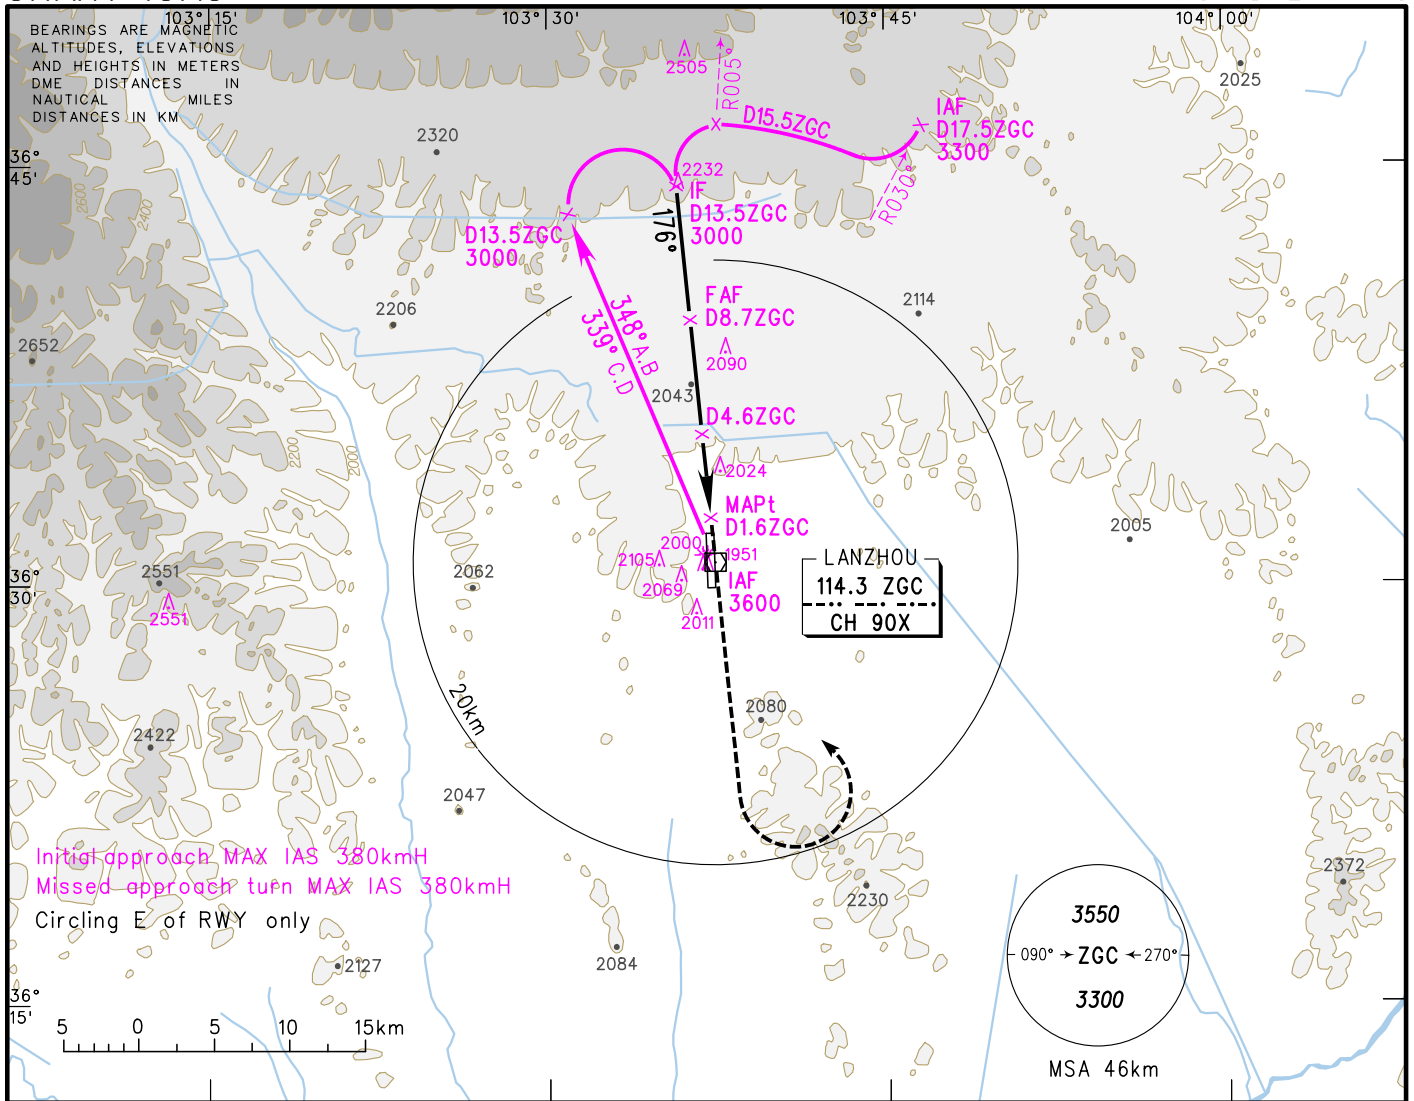 103°15'
103°30'
103°45'
104°00'
BEARINGS ARE MAGNETIC
ALTITUDES, ELEVATIONS
AND HEIGHTS IN METERS
DME DISTANCES IN
NAUTICAL MILES
DISTANCES IN KM
2505
R005°
2025
2320
D15.5ZGC
IAF
D17.5ZGC
3300
36°
45'
2600
2400
2232
R030°
IF
D13.5ZGC
3000
176°
D13.5ZGC
3000
2206
348° A.B
339° C.D
FAF
D8.7ZGC
2114
2652
2090
2043
D4.6ZGC
2200
2000
2024
MAPt
D1.6ZGC
2005
2000
1951
2105
2069
2011
IAF
3600
LANZHOU
114.3 ZGC
CH 90X
36°
30'
2551
2551
2062
20km
2080
2422
2047
Initial approach MAX IAS 380kmH
Missed approach turn MAX IAS 380kmH
Circling E of RWY only
2230
2372
2127
2084
3550
090° ZGC 270°
3300
MSA 46km
36°
15'
5 0 5 10 15km